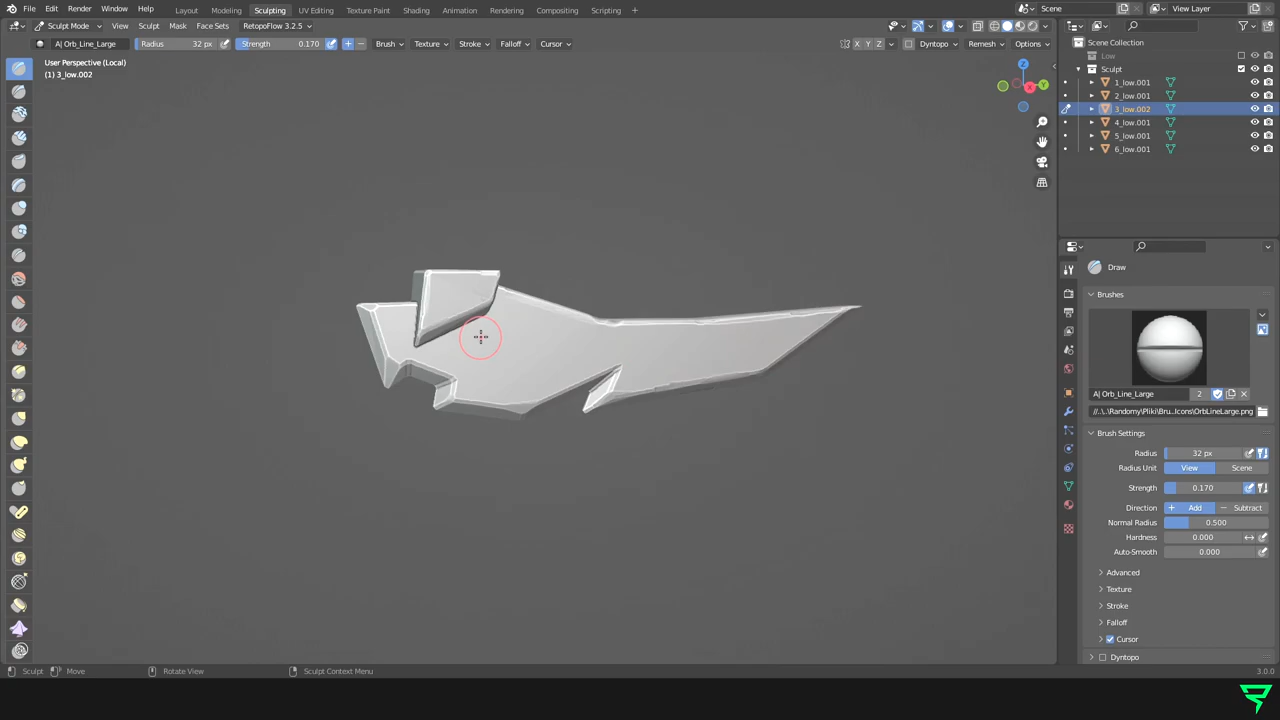 File Edit Render Window Help Layout Modeling Sculpting UV Editing Texture Paint Shading Animation Rendering Compositing Scripting + Scene View Layer
Sculpt Mode View Sculpt Mask Face Sets RetopoFlow 3.2.5
A| Orb_Line_Large Radius 32 px Strength 0.170 + − Brush Texture Stroke Falloff Cursor X Y Z Dyntopo Remesh Options
User Perspective (Local)
(1) 3_low.002
Z
Y
X
Scene Collection
Low
Sculpt
1_low.001
2_low.001
3_low.002
4_low.001
5_low.001
6_low.001
Draw
Brushes
A| Orb_Line_Large 2
//..\..\Randomy\Pliki\Bru...Icons\OrbLineLarge.png
Brush Settings
Radius 32 px
Radius Unit View Scene
Strength 0.170
Direction + Add − Subtract
Normal Radius 0.500
Hardness 0.000
Auto-Smooth 0.000
Advanced
Texture
Stroke
Falloff
Cursor
Dyntopo
Sculpt Move Rotate View Sculpt Context Menu 3.0.0